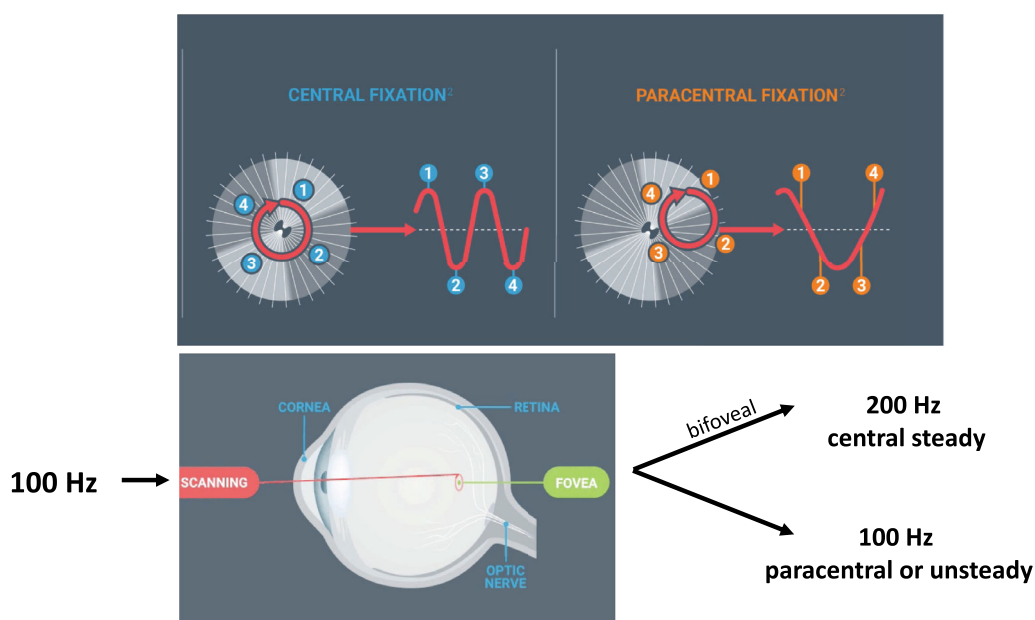 CENTRAL FIXATION²
PARACENTRAL FIXATION²
1
4
3
2
1
3
2
4
4
1
3
2
1
4
2
3
CORNEA
RETINA
100 Hz
SCANNING
FOVEA
OPTIC
NERVE
bifoveal
200 Hz
central steady
100 Hz
paracentral or unsteady